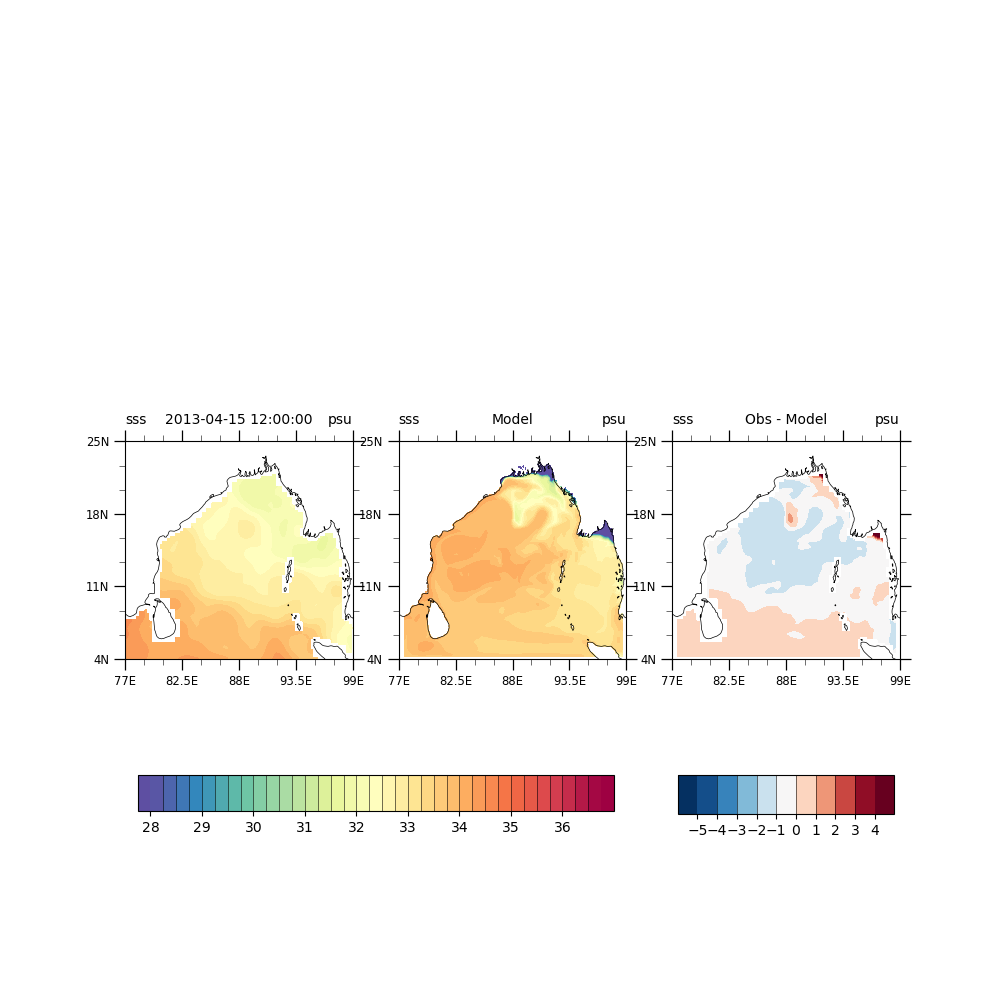 sss 2013-04-15 12:00:00 psu
sss Model psu
sss Obs - Model psu
25N
18N
11N
4N
77E 82.5E 88E 93.5E 99E
25N
18N
11N
4N
77E 82.5E 88E 93.5E 99E
25N
18N
11N
4N
77E 82.5E 88E 93.5E 99E
28 29 30 31 32 33 34 35 36
−5 −4 −3 −2 −1 0 1 2 3 4